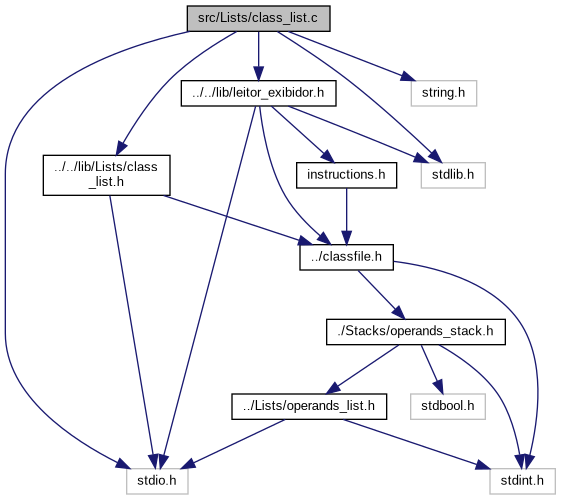 src/Lists/class_list.c
../../lib/leitor_exibidor.h
string.h
../../lib/Lists/class
_list.h
instructions.h
stdlib.h
../classfile.h
./Stacks/operands_stack.h
../Lists/operands_list.h
stdbool.h
stdio.h
stdint.h